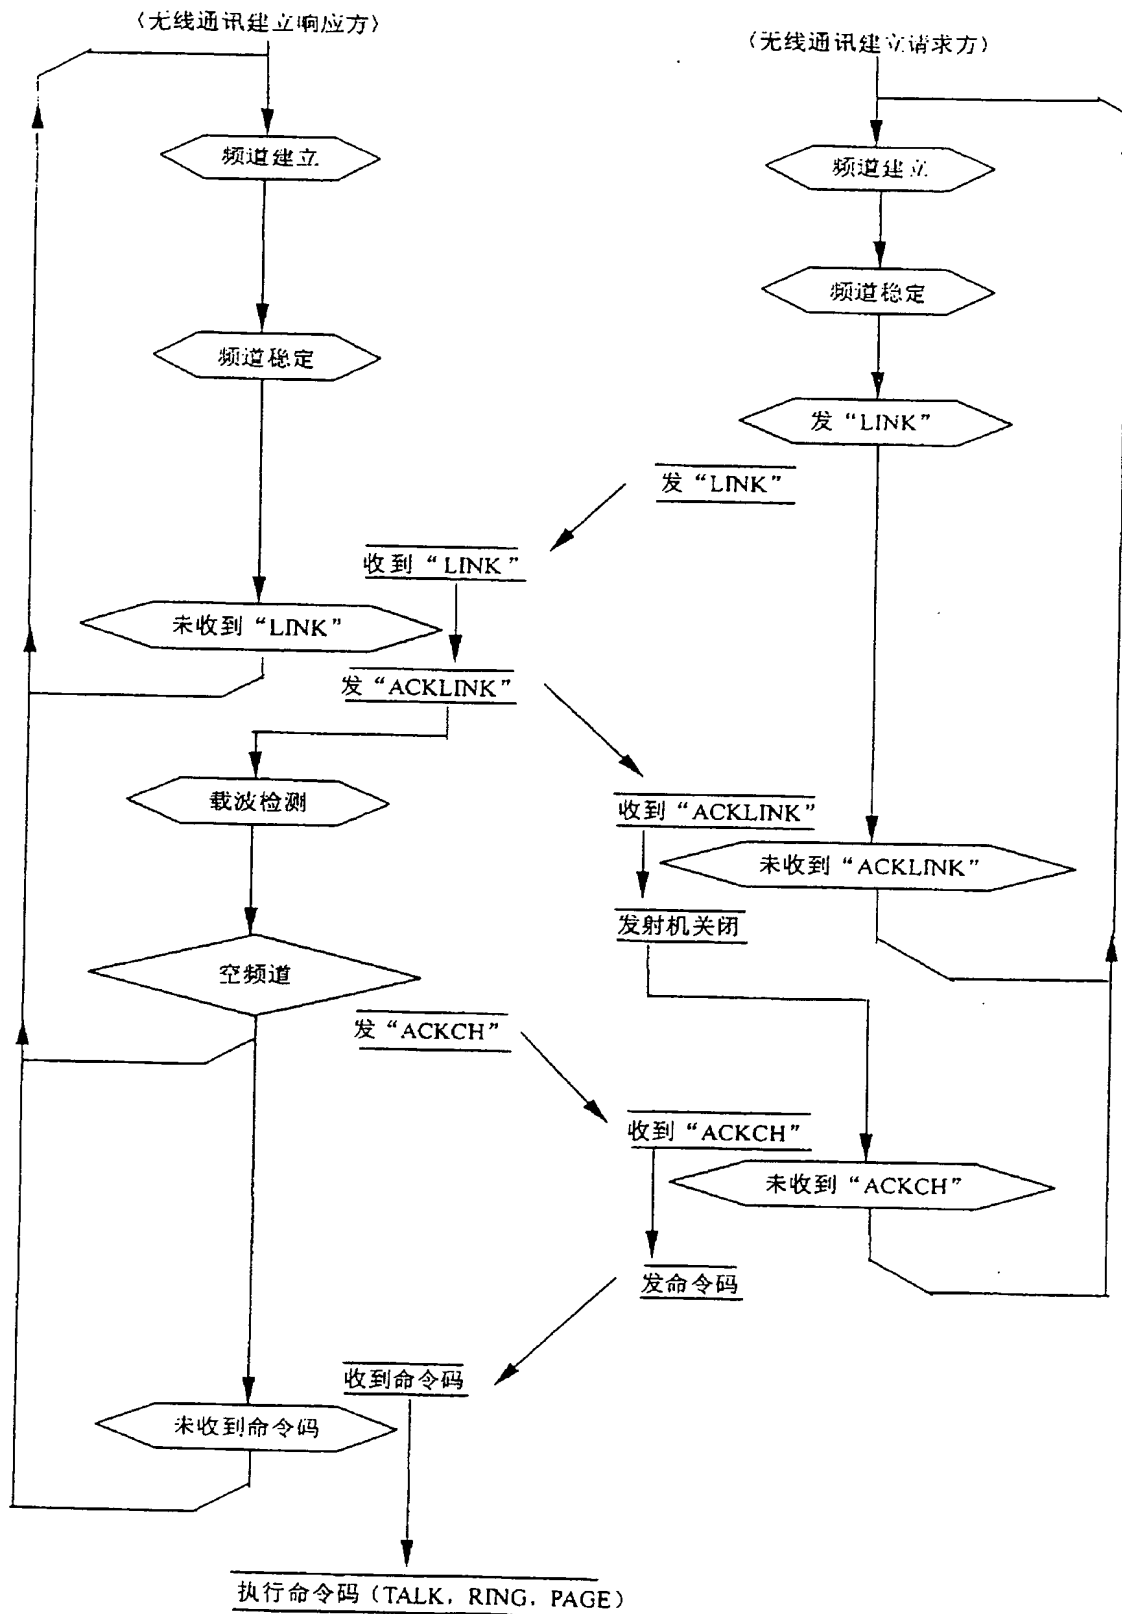 〈无线通讯建立响应方〉
〈无线通讯建立请求方〉
频道建立
频道建立
频道稳定
频道稳定
发“LINK”
发“LINK”
收到“LINK”
未收到“LINK”
发“ACKLINK”
载波检测
收到“ACKLINK”
未收到“ACKLINK”
发射机关闭
空频道
发“ACKCH”
收到“ACKCH”
未收到“ACKCH”
发命令码
收到命令码
未收到命令码
执行命令码（TALK，RING，PAGE）